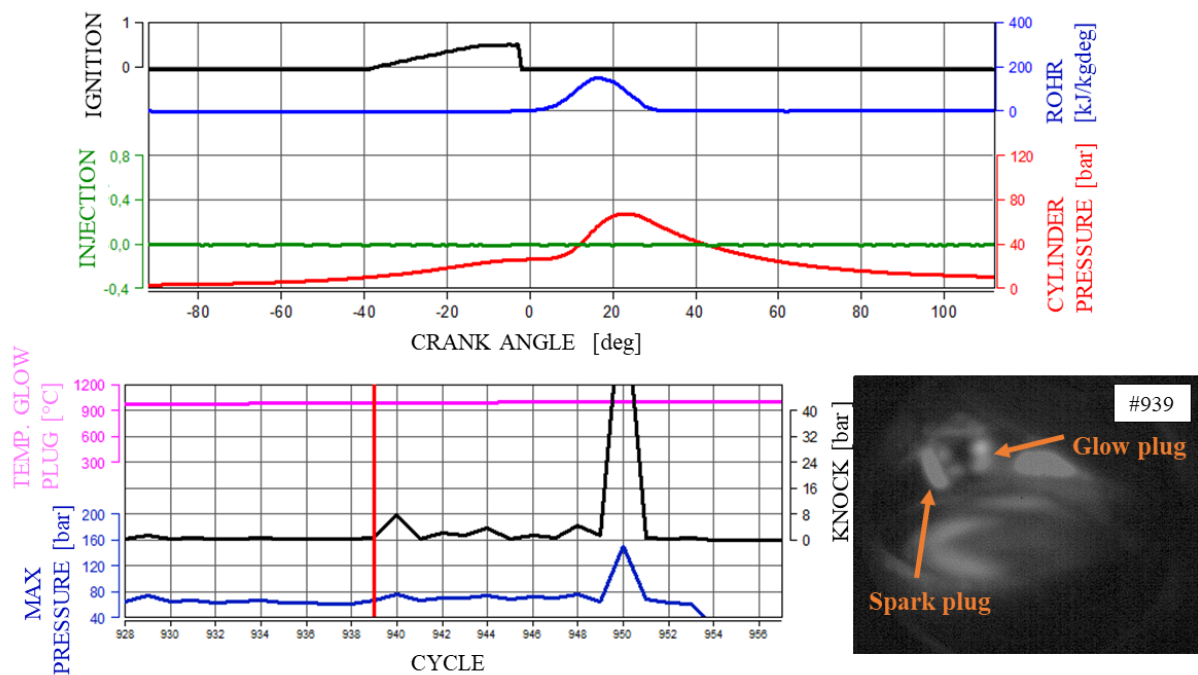 IGNITION
1
0
400
200
0
ROHR
[kJ/kgdeg]
INJECTION
0,8
0,4
0,0
-0,4
120
80
40
0
CYLINDER
PRESSURE [bar]
-80 -60 -40 -20 0 20 40 60 80 100
CRANK ANGLE [deg]
TEMP. GLOW
PLUG [°C]
1200
900
600
300
MAX
PRESSURE [bar]
200
160
120
80
40
40
32
24
16
8
0
KNOCK [bar]
928 930 932 934 936 938 940 942 944 946 948 950 952 954 956
CYCLE
#939
Glow plug
Spark plug